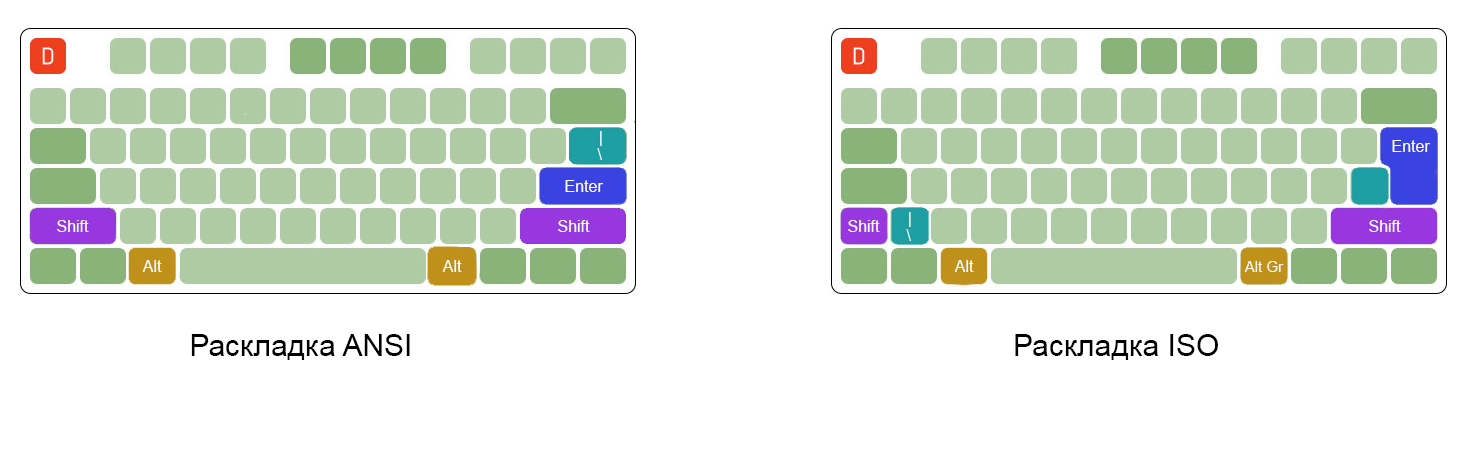 D
|
\
Enter
Shift
Shift
Alt
Alt
Раскладка ANSI
D
Enter
Shift
|
\
Shift
Alt
Alt Gr
Раскладка ISO